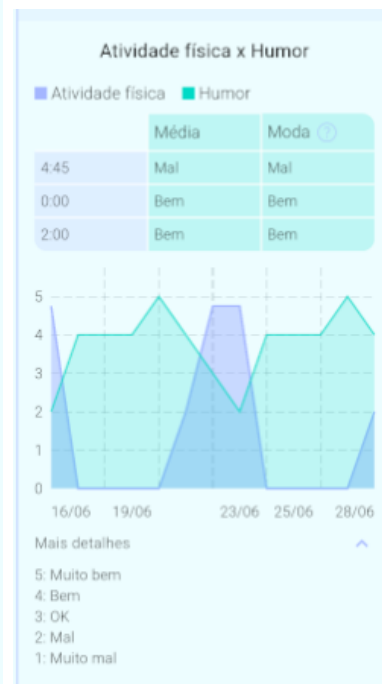 Atividade física x Humor
Atividade física Humor
Média Moda ?
4:45 Mal Mal
0:00 Bem Bem
2:00 Bem Bem
5
4
3
2
1
0
16/06 19/06 23/06 25/06 28/06
Mais detalhes
5: Muito bem
4: Bem
3: OK
2: Mal
1: Muito mal